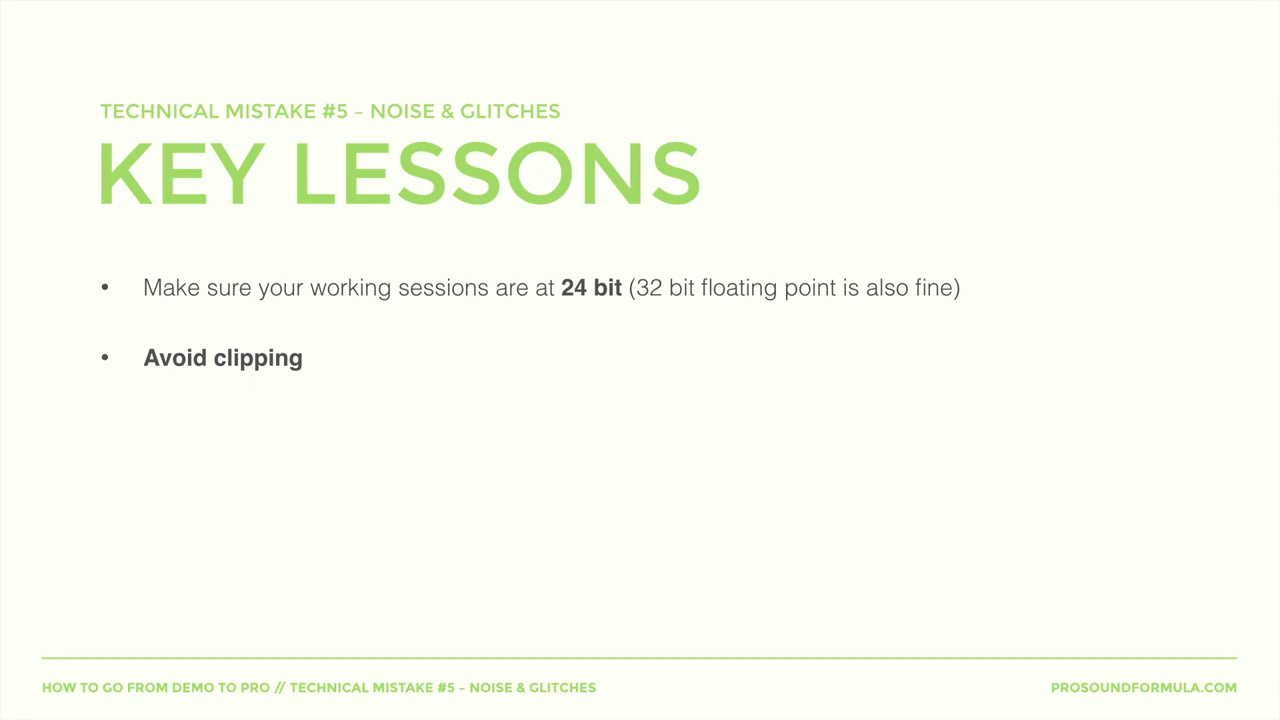 TECHNICAL MISTAKE #5 – NOISE & GLITCHES
KEY LESSONS
• Make sure your working sessions are at 24 bit (32 bit floating point is also fine)
• Avoid clipping
HOW TO GO FROM DEMO TO PRO // TECHNICAL MISTAKE #5 – NOISE & GLITCHES
PROSOUNDFORMULA.COM